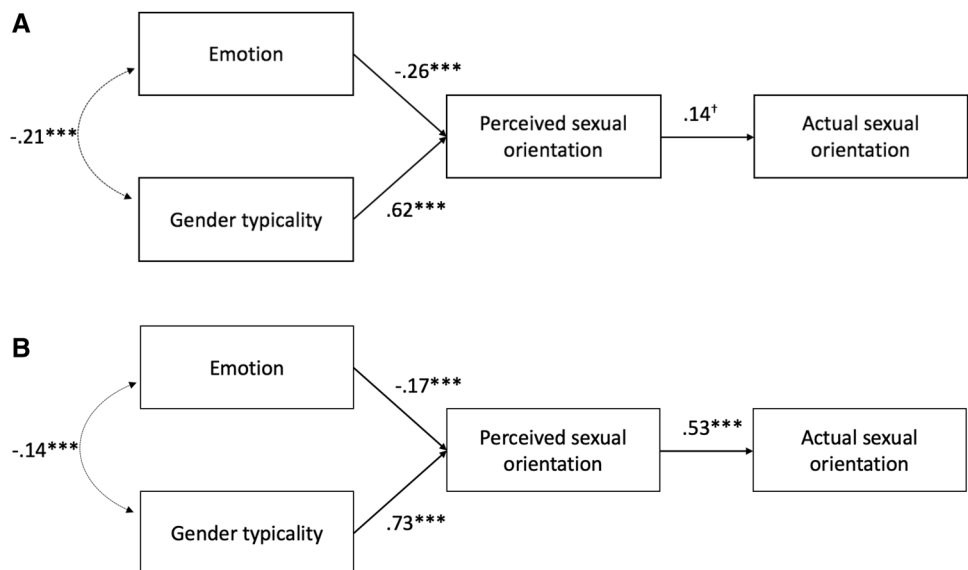 A
Emotion
-.26***
-.21***
Perceived sexual
orientation
.14†
Actual sexual
orientation
Gender typicality
.62***
B
Emotion
-.17***
-.14***
Perceived sexual
orientation
.53***
Actual sexual
orientation
Gender typicality
.73***